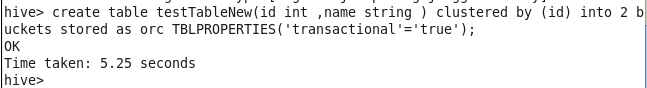 hive> create table testTableNew(id int ,name string ) clustered by (id) into 2 b
uckets stored as orc TBLPROPERTIES('transactional'='true');
OK
Time taken: 5.25 seconds
hive>